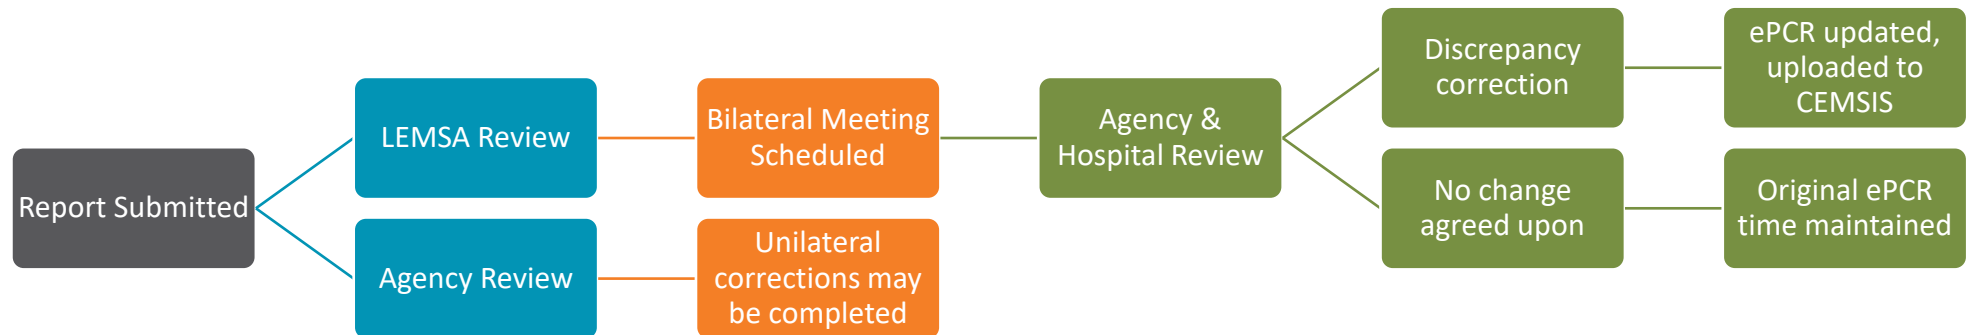 Report Submitted
LEMSA Review
Agency Review
Bilateral Meeting
Scheduled
Unilateral
corrections may
be completed
Agency &
Hospital Review
Discrepancy
correction
No change
agreed upon
ePCR updated,
uploaded to
CEMSIS
Original ePCR
time maintained